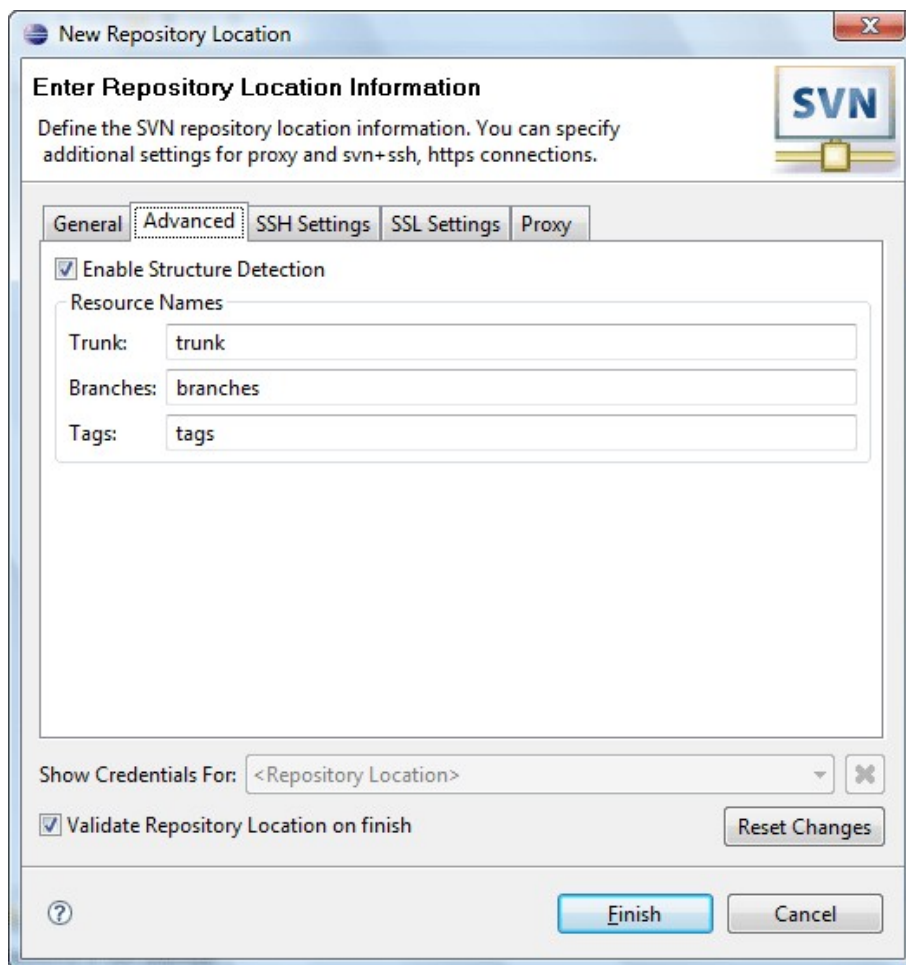 New Repository Location
Enter Repository Location Information
Define the SVN repository location information. You can specify
additional settings for proxy and svn+ssh, https connections.
SVN
General Advanced SSH Settings SSL Settings Proxy
Enable Structure Detection
Resource Names
Trunk: trunk
Branches: branches
Tags: tags
Show Credentials For: <Repository Location>
Validate Repository Location on finish
Reset Changes
? Finish Cancel